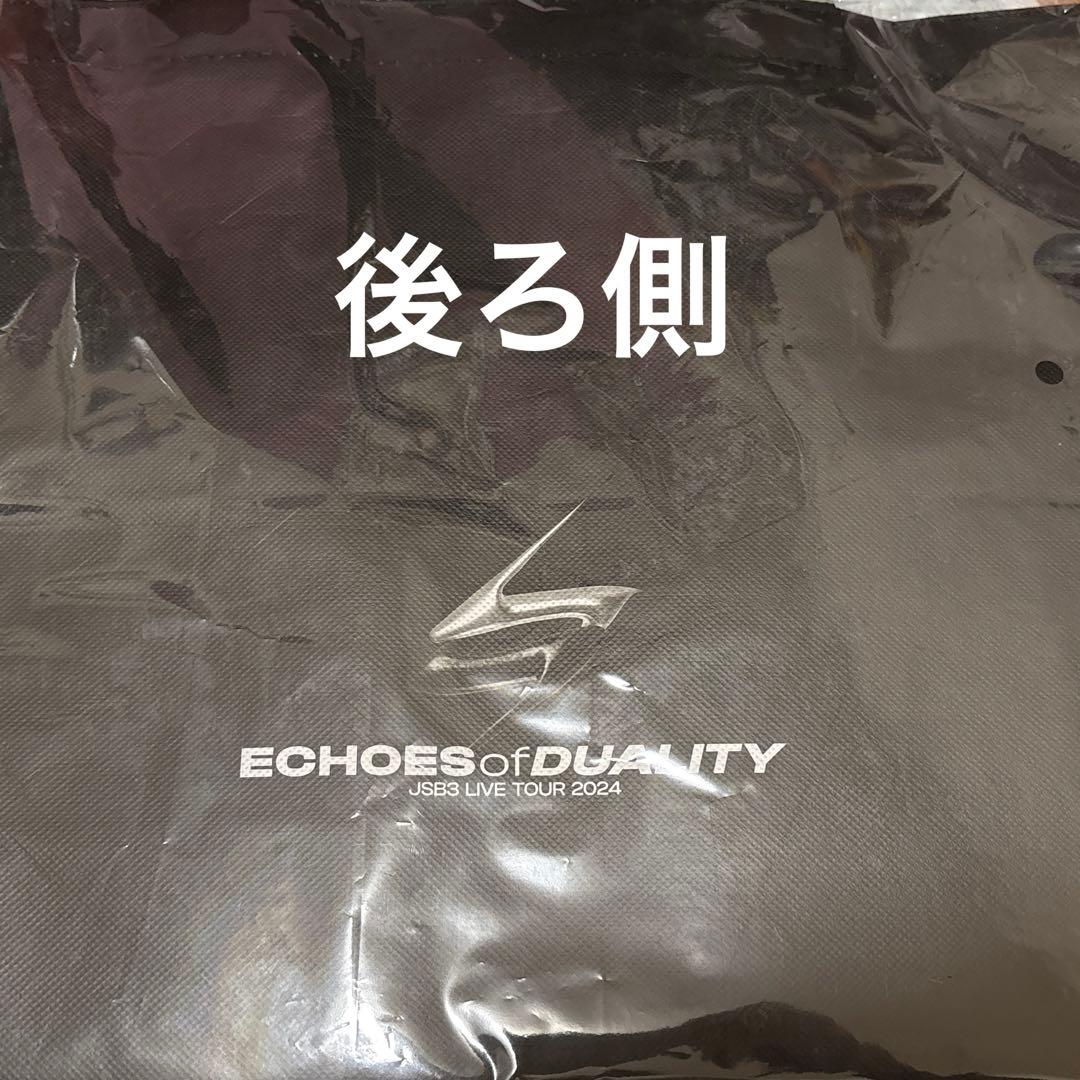 後ろ側
ECHOES of DUALITY
JSB3 LIVE TOUR 2024